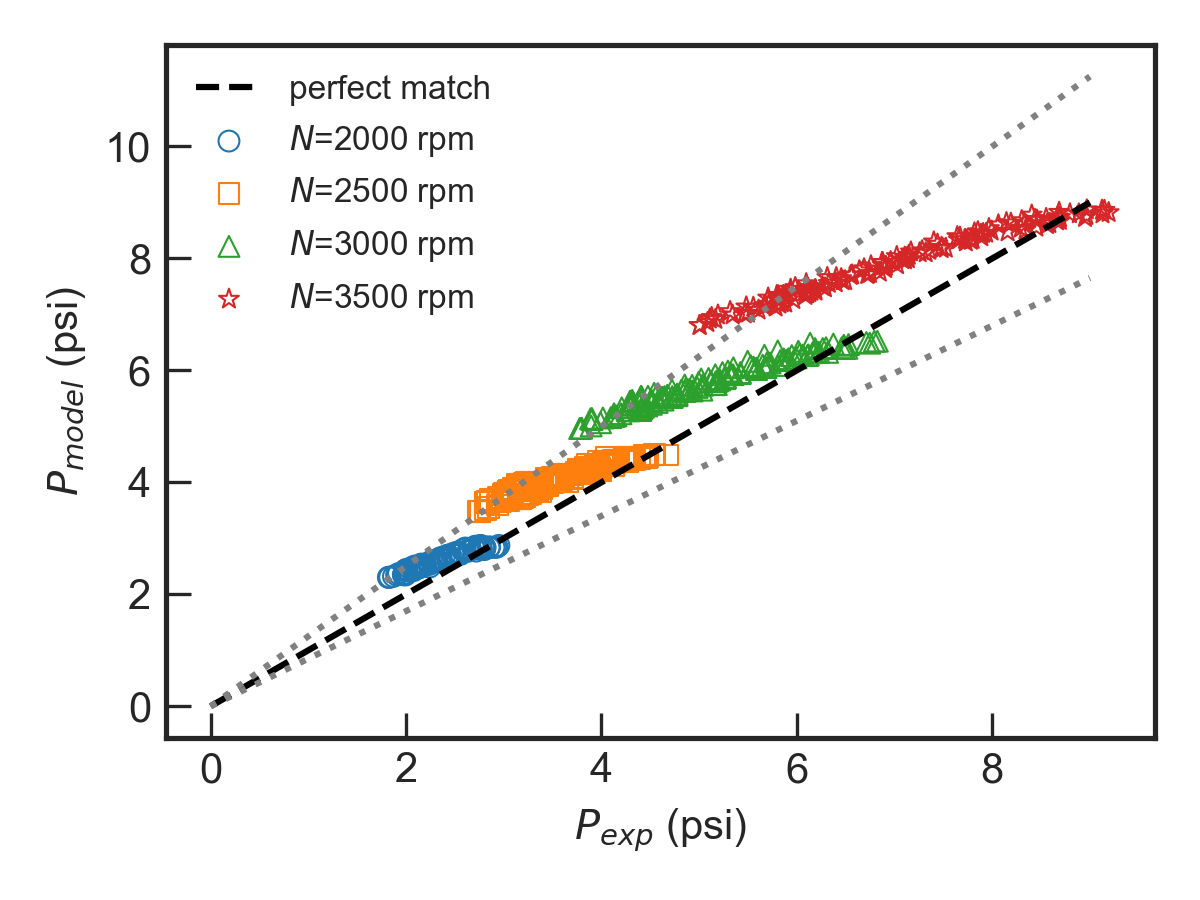 perfect match
N=2000 rpm
N=2500 rpm
N=3000 rpm
N=3500 rpm
10
8
6
4
2
0
P_model (psi)
0 2 4 6 8
P_exp (psi)